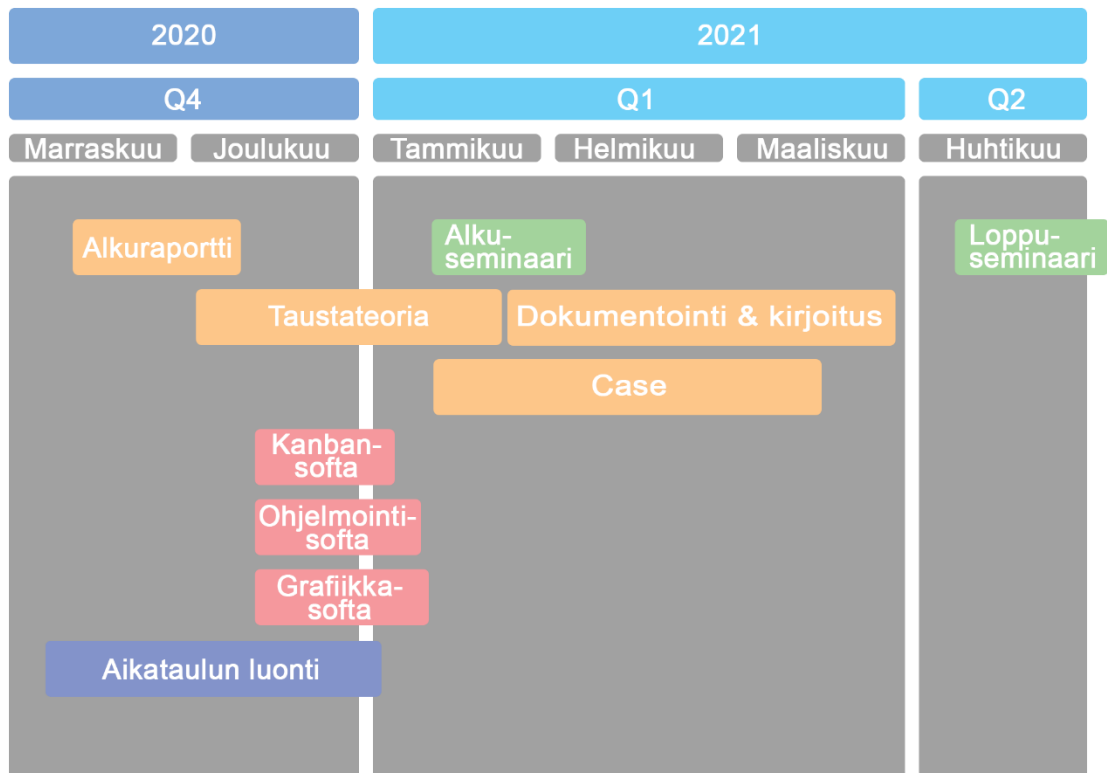 2020
2021
Q4
Q1
Q2
Marraskuu
Joulukuu
Tammikuu
Helmikuu
Maaliskuu
Huhtikuu
Alkuraportti
Alku-
seminaari
Loppu-
seminaari
Taustateoria
Dokumentointi & kirjoitus
Case
Kanban-
softa
Ohjelmointi-
softa
Grafiikka-
softa
Aikataulun luonti